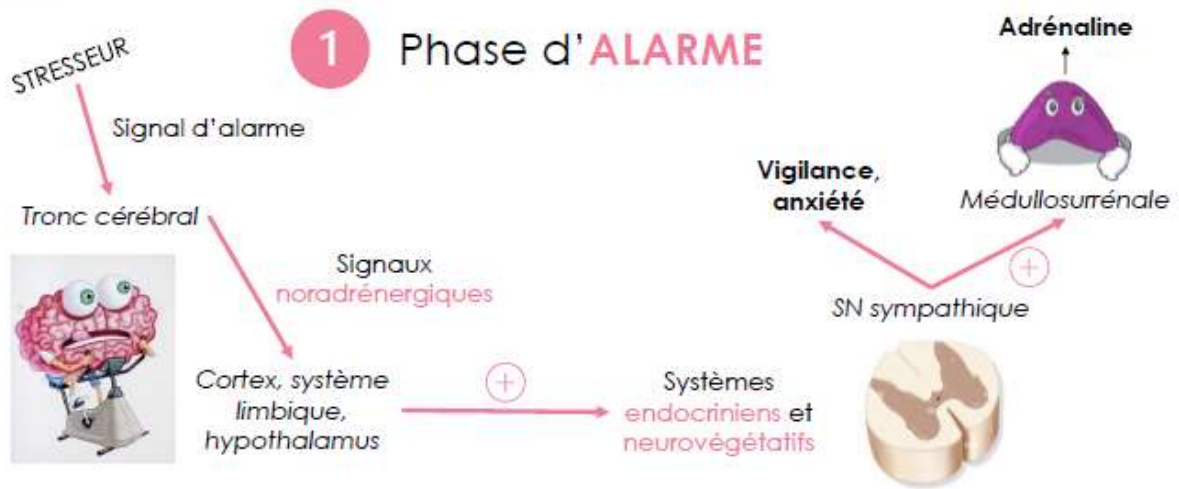 1 Phase d'ALARME
STRESSEUR
Signal d'alarme
Tronc cérébral
Signaux
noradrénergiques
Cortex, système
limbique,
hypothalamus
+
Systèmes
endocriniens et
neurovégétatifs
SN sympathique
Vigilance,
anxiété
+
Médullosurrénale
Adrénaline